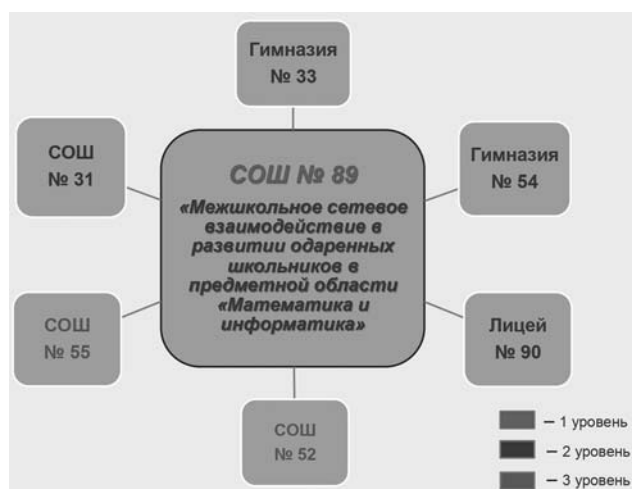 Гимназия
№ 33
СОШ
№ 31
Гимназия
№ 54
СОШ № 89
«Межшкольное сетевое
взаимодействие в
развитии одаренных
школьников в
предметной области
«Математика и
информатика»
СОШ
№ 55
Лицей
№ 90
СОШ
№ 52
– 1 уровень
– 2 уровень
– 3 уровень